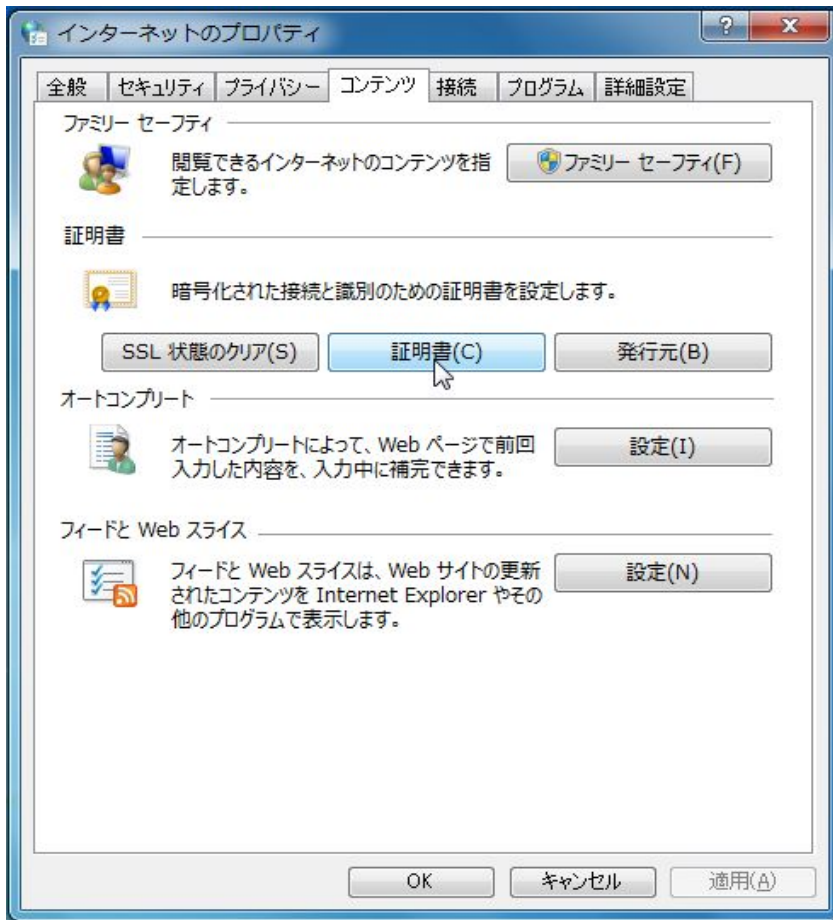 インターネットのプロパティ
?
X
全般 セキュリティ プライバシー コンテンツ 接続 プログラム 詳細設定
ファミリー セーフティ
閲覧できるインターネットのコンテンツを指
定します。
ファミリー セーフティ(F)
証明書
暗号化された接続と識別のための証明書を設定します。
SSL 状態のクリア(S) 証明書(C) 発行元(B)
オートコンプリート
オートコンプリートによって、Web ページで前回
入力した内容を、入力中に補完できます。
設定(I)
フィードと Web スライス
フィードと Web スライスは、Web サイトの更新
されたコンテンツを Internet Explorer やその
他のプログラムで表示します。
設定(N)
OK キャンセル 適用(A)